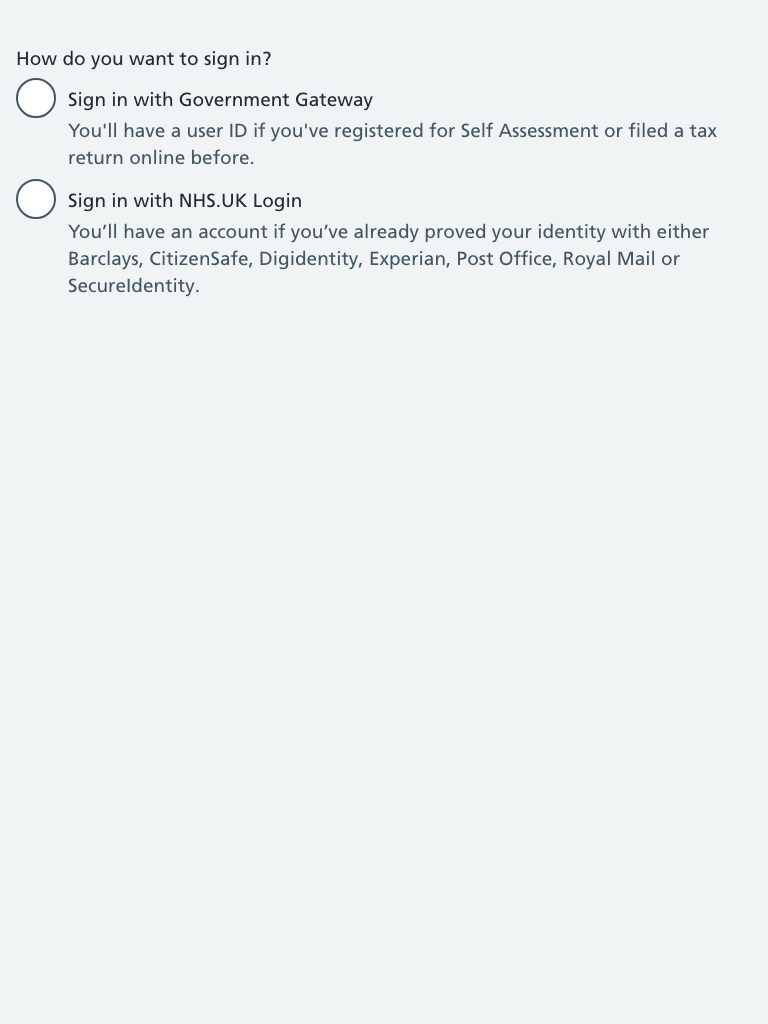 How do you want to sign in?
Sign in with Government Gateway
You'll have a user ID if you've registered for Self Assessment or filed a tax
return online before.
Sign in with NHS.UK Login
You’ll have an account if you’ve already proved your identity with either
Barclays, CitizenSafe, Digidentity, Experian, Post Office, Royal Mail or
SecureIdentity.